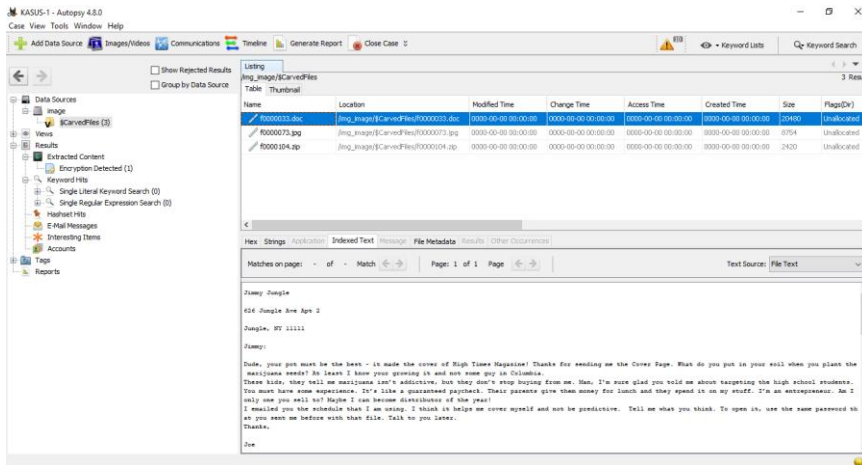 KASUS-1 - Autopsy 4.8.0
Case View Tools Window Help
Add Data Source Images/Videos Communications Timeline Generate Report Close Case Keyword Lists Keyword Search
Show Rejected Results
Group by Data Source
Data Sources
image
$CarvedFiles (3)
Views
Results
Extracted Content
Encryption Detected (1)
Keyword Hits
Single Literal Keyword Search (0)
Single Regular Expression Search (0)
Hashset Hits
E-Mail Messages
Interesting Items
Accounts
Tags
Reports
Listing
/img_image/$CarvedFiles
3 Res
Table Thumbnail
Name Location Modified Time Change Time Access Time Created Time Size Flags(Dir)
f0000033.doc /img_image/$CarvedFiles/f0000033.doc 0000-00-00 00:00:00 0000-00-00 00:00:00 0000-00-00 00:00:00 0000-00-00 00:00:00 20480 Unallocated
f0000073.jpg /img_image/$CarvedFiles/f0000073.jpg 0000-00-00 00:00:00 0000-00-00 00:00:00 0000-00-00 00:00:00 0000-00-00 00:00:00 8754 Unallocated
f0000104.zip /img_image/$CarvedFiles/f0000104.zip 0000-00-00 00:00:00 0000-00-00 00:00:00 0000-00-00 00:00:00 0000-00-00 00:00:00 2420 Unallocated
Hex Strings Application Indexed Text Message File Metadata Results Other Occurrences
Matches on page: - of - Match Page: 1 of 1 Page Text Source: File Text
Jimmy Jungle
626 Jungle Ave Apt 2
Jungle, NY 11111
Jimmy:
Dude, your pot must be the best - it made the cover of High Times Magazine! Thanks for sending me the Cover Page. What do you put in your soil when you plant the
marijuana seeds? At least I know your growing it and not some guy in Columbia.
These kids, they tell me marijuana isn't addictive, but they don't stop buying from me. Man, I'm sure glad you told me about targeting the high school students.
You must have some experience. It's like a guaranteed paycheck. Their parents give them money for lunch and they spend it on my stuff. I'm an entrepreneur. Am I
only one you sell to? Maybe I can become distributor of the year!
I emailed you the schedule that I am using. I think it helps me cover myself and not be predictive. Tell me what you think. To open it, use the same password th
at you sent me before with that file. Talk to you later.
Thanks,
Joe